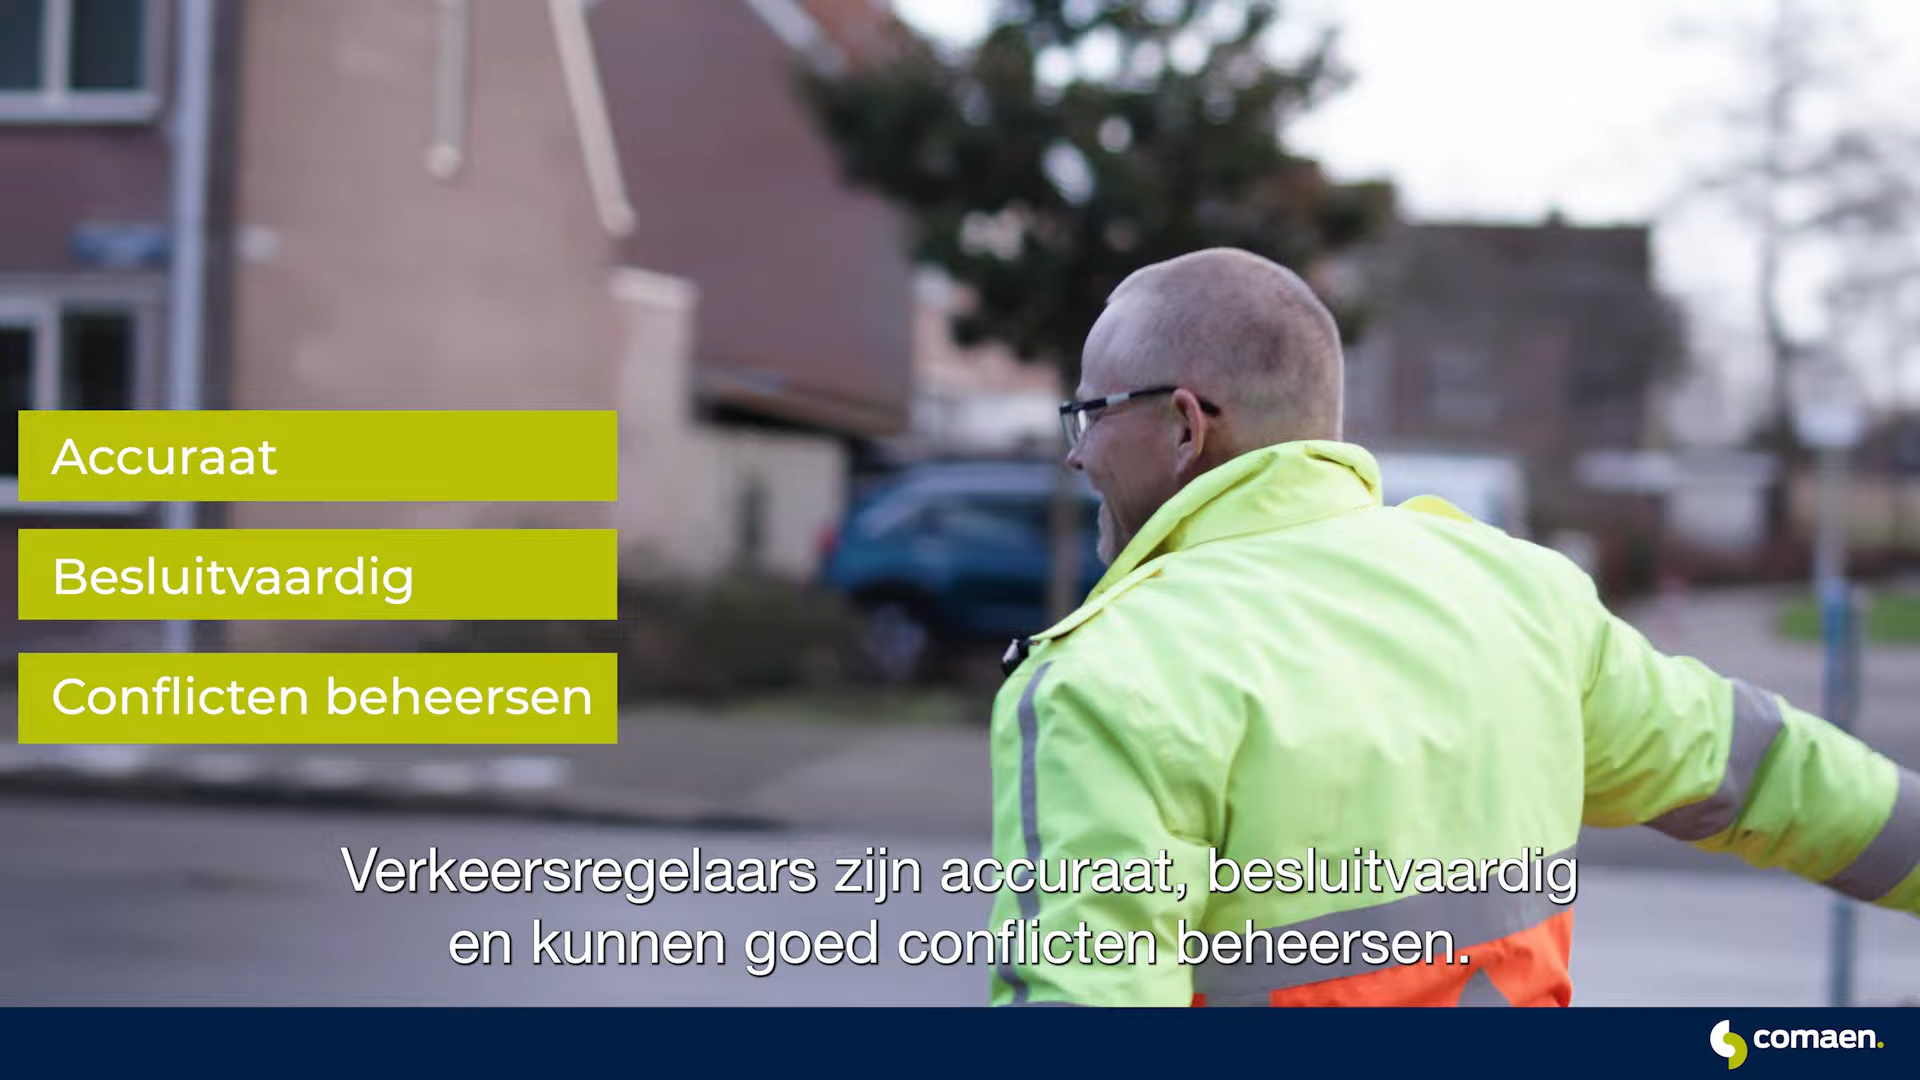 Accuraat
Besluitvaardig
Conflicten beheersen
Verkeersregelaars zijn accuraat, besluitvaardig
en kunnen goed conflicten beheersen.
comaen.